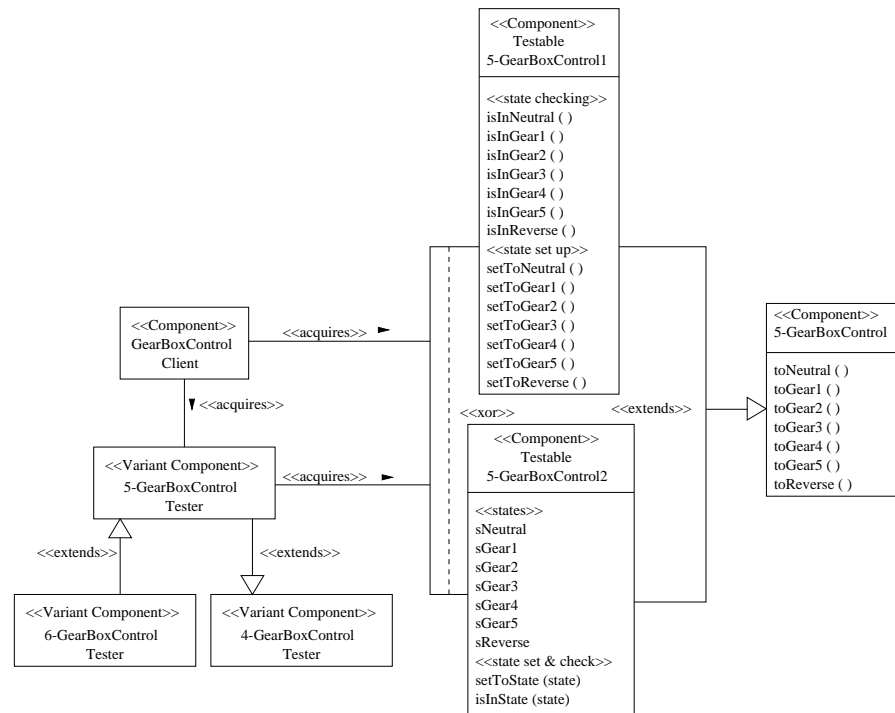 <<Component>>
Testable
5-GearBoxControl1
<<state checking>>
isInNeutral ( )
isInGear1 ( )
isInGear2 ( )
isInGear3 ( )
isInGear4 ( )
isInGear5 ( )
isInReverse ( )
<<state set up>>
setToNeutral ( )
setToGear1 ( )
setToGear2 ( )
setToGear3 ( )
setToGear4 ( )
setToGear5 ( )
setToReverse ( )
<<Component>>
GearBoxControl
Client
<<acquires>>
<<acquires>>
<<Variant Component>>
5-GearBoxControl
Tester
<<acquires>>
<<extends>>
<<extends>>
<<Variant Component>>
6-GearBoxControl
Tester
<<Variant Component>>
4-GearBoxControl
Tester
<<xor>>
<<extends>>
<<Component>>
Testable
5-GearBoxControl2
<<states>>
sNeutral
sGear1
sGear2
sGear3
sGear4
sGear5
sReverse
<<state set & check>>
setToState (state)
isInState (state)
<<Component>>
5-GearBoxControl
toNeutral ( )
toGear1 ( )
toGear2 ( )
toGear3 ( )
toGear4 ( )
toGear5 ( )
toReverse ( )